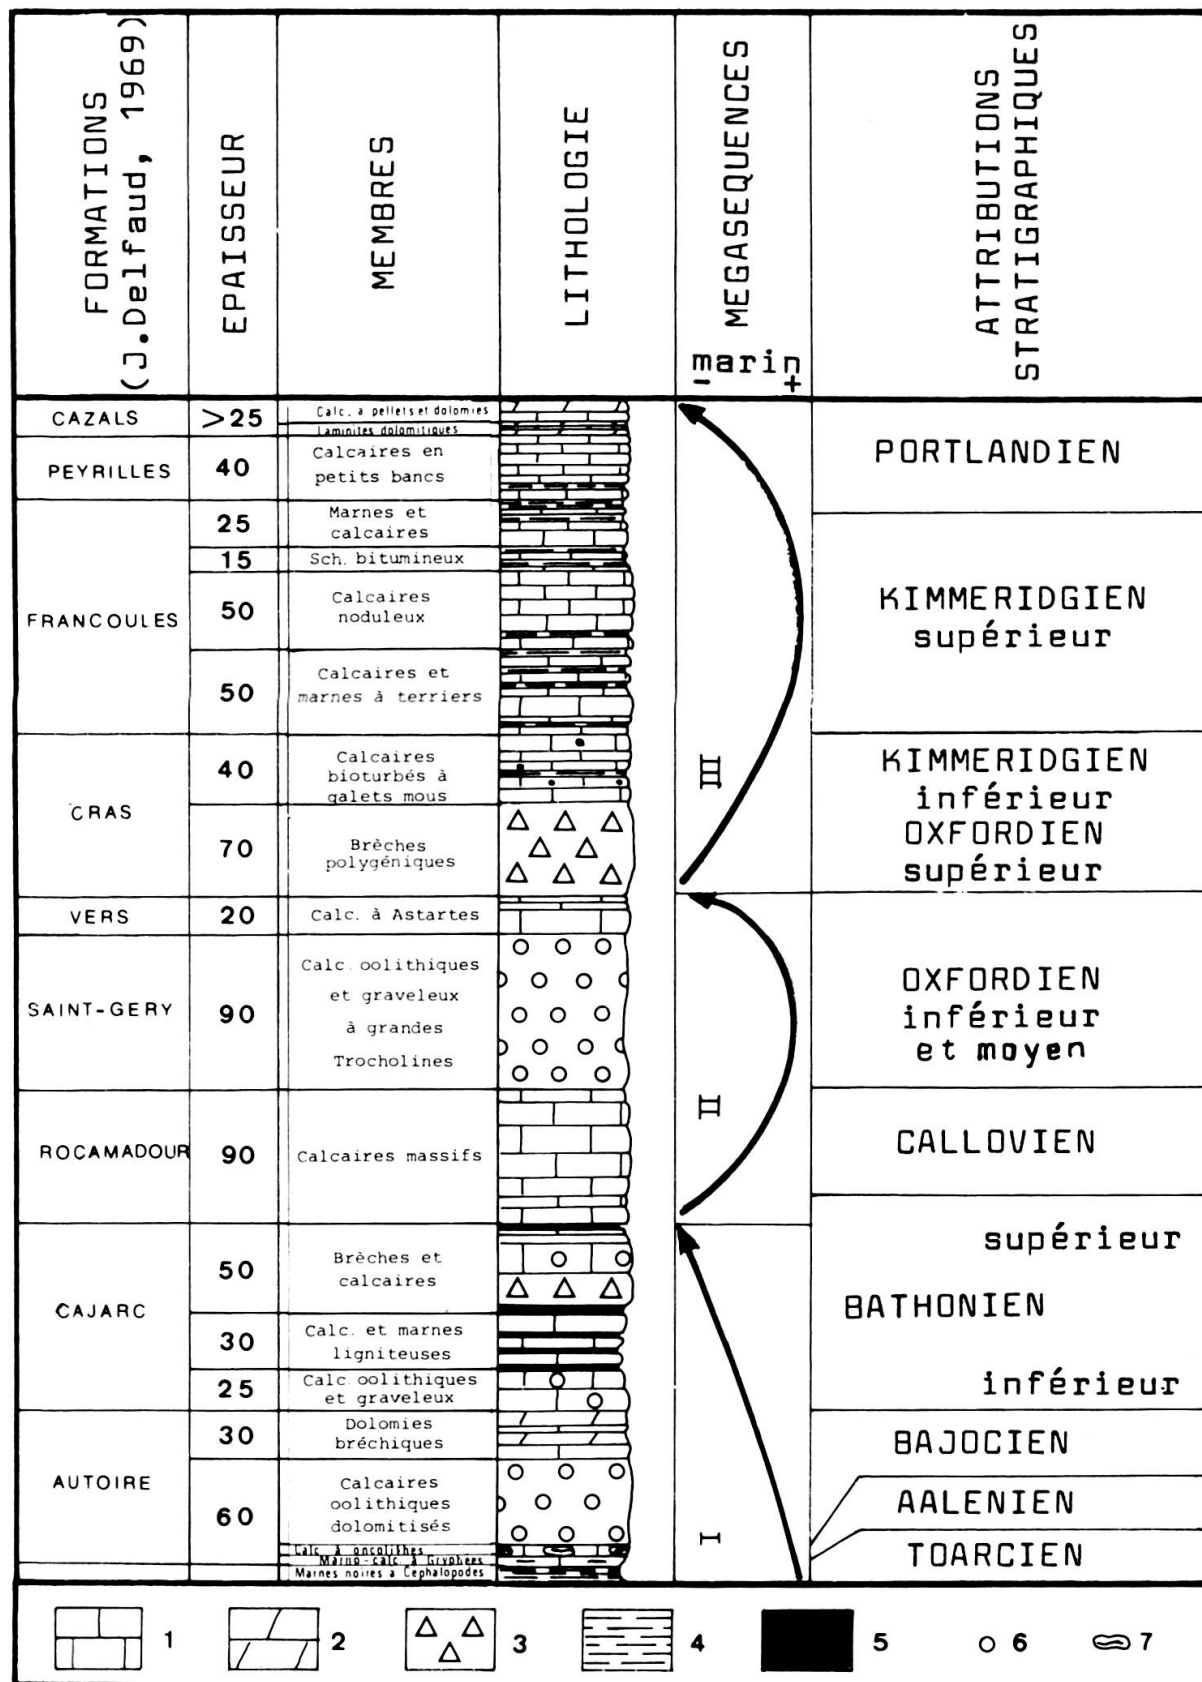 FORMATIONS
(J.Delfaud, 1969)
EPAISSEUR
MEMBRES
LITHOLOGIE
MEGASEQUENCES
marin
- +
ATTRIBUTIONS
STRATIGRAPHIQUES
CAZALS
>25
Calc. à pellets et dolomies
Laminites dolomitiques
PEYRILLES
40
Calcaires en
petits bancs
PORTLANDIEN
FRANCOULES
25
Marnes et
calcaires
15
Sch. bitumineux
50
Calcaires
noduleux
50
Calcaires et
marnes à terriers
KIMMERIDGIEN
supérieur
CRAS
40
Calcaires
bioturbés à
galets mous
70
Brèches
polygéniques
III
KIMMERIDGIEN
inférieur
OXFORDIEN
supérieur
VERS
20
Calc. à Astartes
SAINT-GERY
90
Calc. oolithiques
et graveleux
à grandes
Trocholines
OXFORDIEN
inférieur
et moyen
ROCAMADOUR
90
Calcaires massifs
II
CALLOVIEN
CAJARC
50
Brèches et
calcaires
30
Calc. et marnes
ligniteuses
25
Calc oolithiques
et graveleux
supérieur
BATHONIEN
inférieur
AUTOIRE
30
Dolomies
bréchiques
60
Calcaires
oolithiques
dolomitisés
Calc. à oncolithes
Marno-calc. à Gryphées
Marnes noires à Céphalopodes
I
BAJOCIEN
AALENIEN
TOARCIEN
1
2
3
4
5
6
7